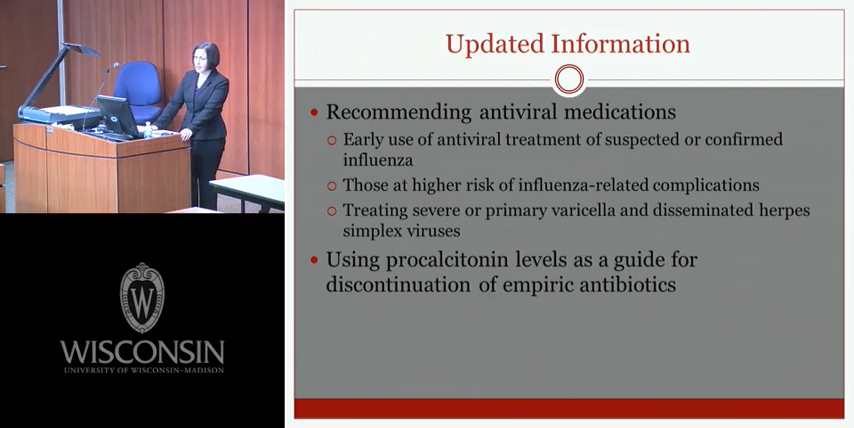 Updated Information
• Recommending antiviral medications
○ Early use of antiviral treatment of suspected or confirmed
influenza
○ Those at higher risk of influenza-related complications
○ Treating severe or primary varicella and disseminated herpes
simplex viruses
• Using procalcitonin levels as a guide for
discontinuation of empiric antibiotics
W
WISCONSIN
UNIVERSITY OF WISCONSIN–MADISON